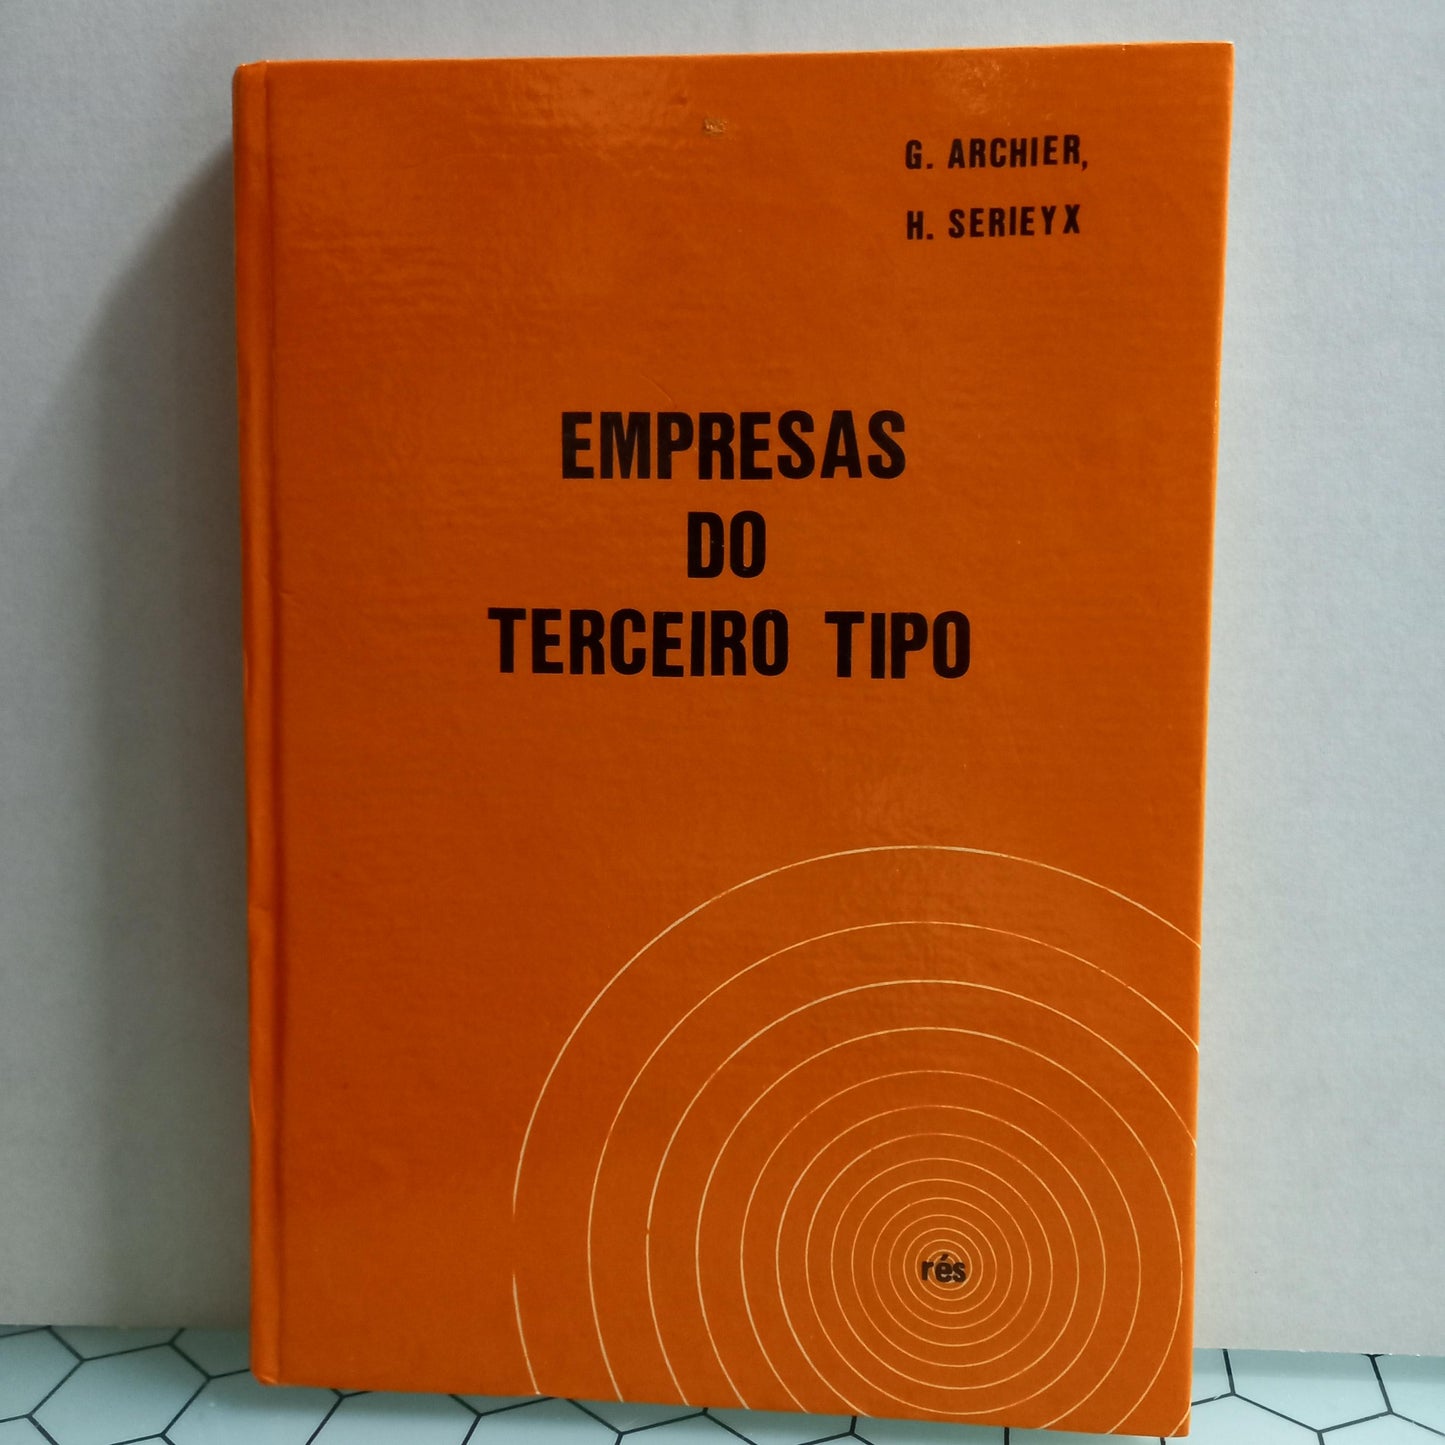 G. ARCHIER,
H. SERIEYX
EMPRESAS
DO
TERCEIRO TIPO
rés